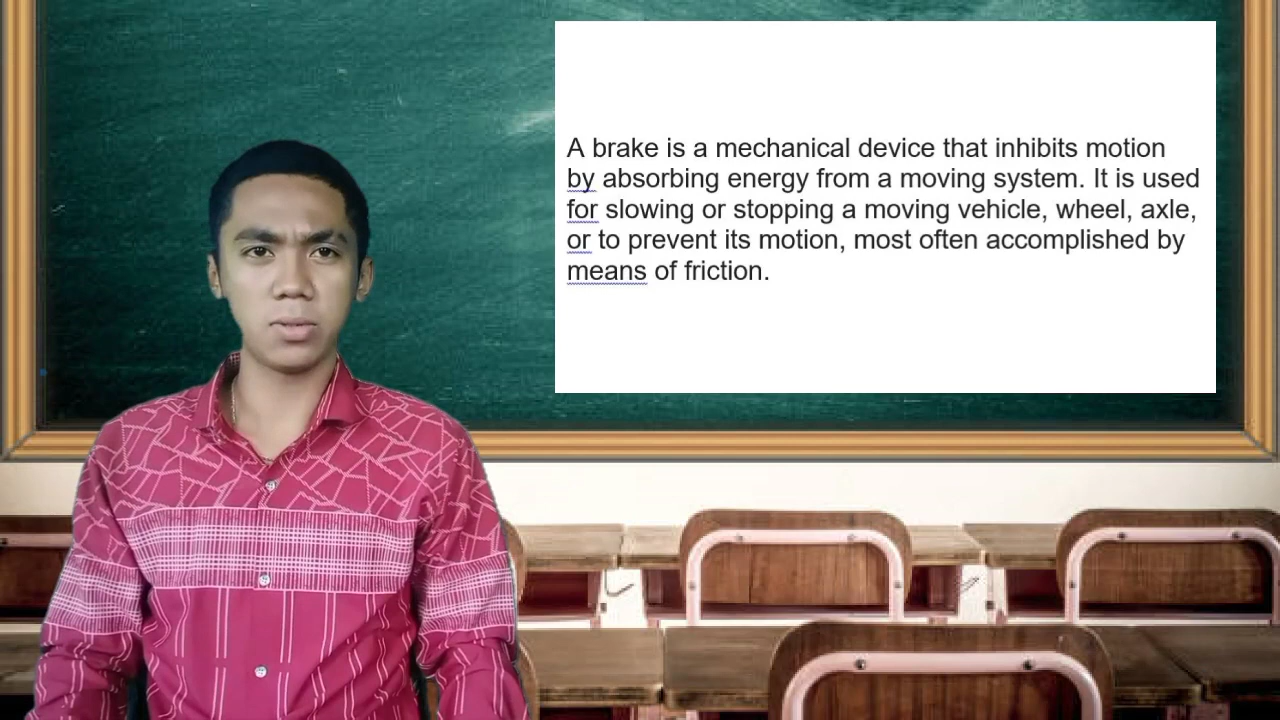 A brake is a mechanical device that inhibits motion
by absorbing energy from a moving system. It is used
for slowing or stopping a moving vehicle, wheel, axle,
or to prevent its motion, most often accomplished by
means of friction.